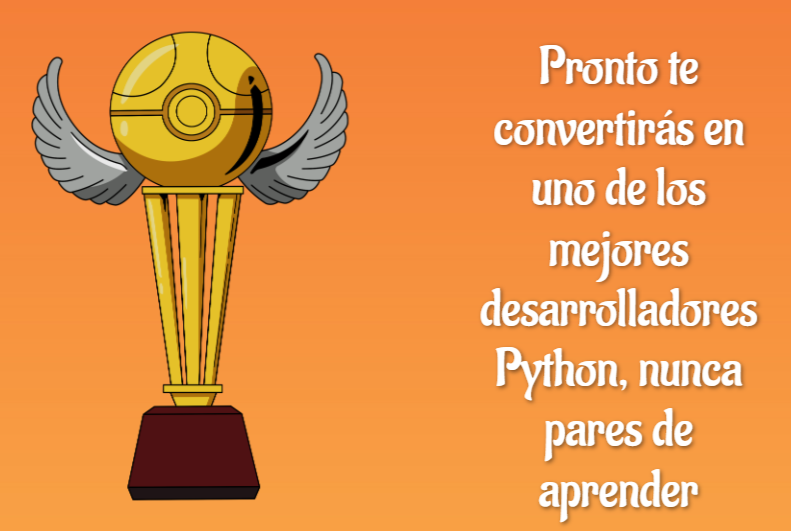 Pronto te
convertirás en
uno de los
mejores
desarrolladores
Python, nunca
pares de
aprender